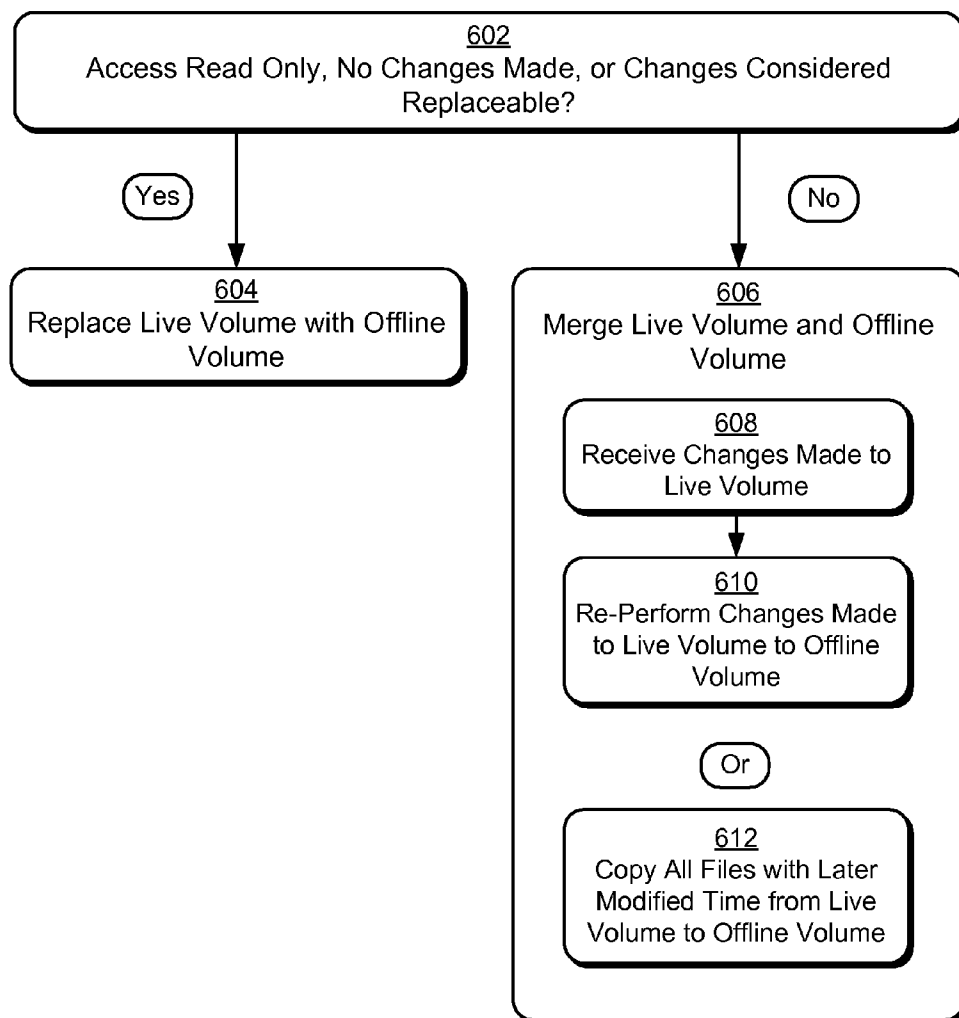 602
Access Read Only, No Changes Made, or Changes Considered
Replaceable?
Yes
No
604
Replace Live Volume with Offline
Volume
606
Merge Live Volume and Offline
Volume
608
Receive Changes Made to
Live Volume
610
Re-Perform Changes Made
to Live Volume to Offline
Volume
Or
612
Copy All Files with Later
Modified Time from Live
Volume to Offline Volume